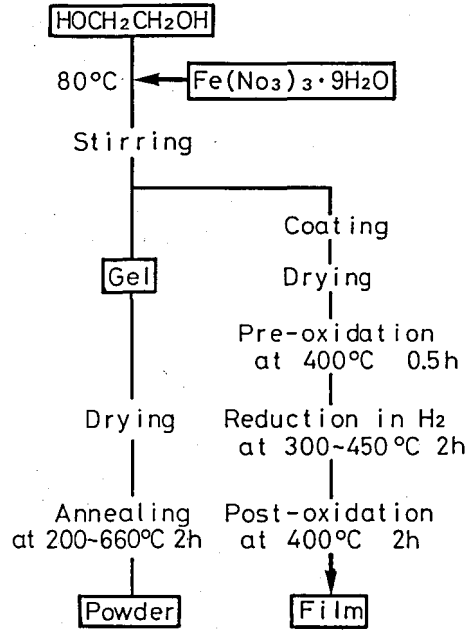 HOCH₂CH₂OH
80°C
Fe(No₃)₃·9H₂O
Stirring
Coating
Gel
Drying
Pre-oxidation
at 400°C 0.5h
Drying
Reduction in H₂
at 300~450°C 2h
Annealing
at 200~660°C 2h
Post-oxidation
at 400°C 2h
Powder
Film